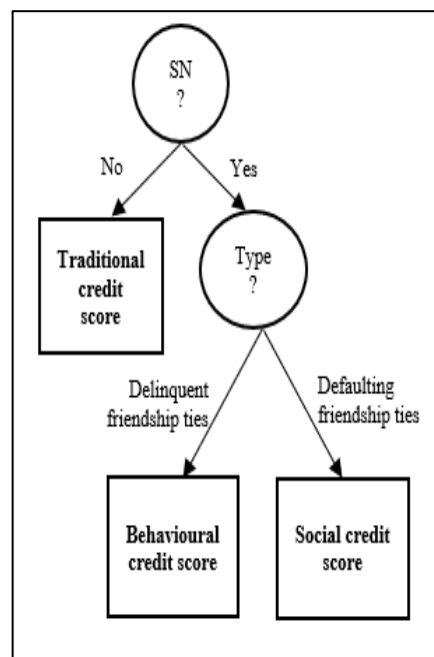 SN
?
No
Yes
Traditional
credit
score
Type
?
Delinquent
friendship ties
Defaulting
friendship ties
Behavioural
credit score
Social credit
score